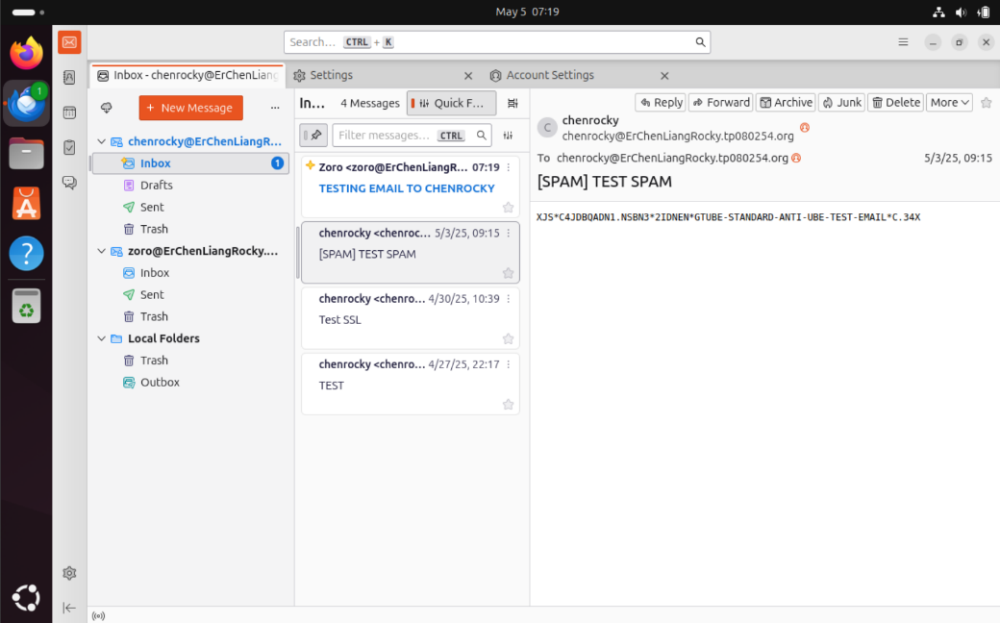 May 5 07:19
Search... CTRL + K
Inbox - chenrocky@ErChenLiang
Settings
Account Settings
1
+ New Message
In...
4 Messages
Quick F...
Reply
Forward
Archive
Junk
Delete
More
chenrocky@ErChenLiangR...
Inbox
1
Drafts
Sent
Trash
zoro@ErChenLiangRocky....
Inbox
Sent
Trash
Local Folders
Trash
Outbox
Filter messages... CTRL
Zoro <zoro@ErChenLiangR... 07:19
TESTING EMAIL TO CHENROCKY
chenrocky <chenroc... 5/3/25, 09:15
[SPAM] TEST SPAM
chenrocky <chenro... 4/30/25, 10:39
Test SSL
chenrocky <chenro... 4/27/25, 22:17
TEST
C
chenrocky
chenrocky@ErChenLiangRocky.tp080254.org
To chenrocky@ErChenLiangRocky.tp080254.org 5/3/25, 09:15
[SPAM] TEST SPAM
XJS*C4JDBQADN1.NSBN3*2IDNEN*GTUBE-STANDARD-ANTI-UBE-TEST-EMAIL*C.34X